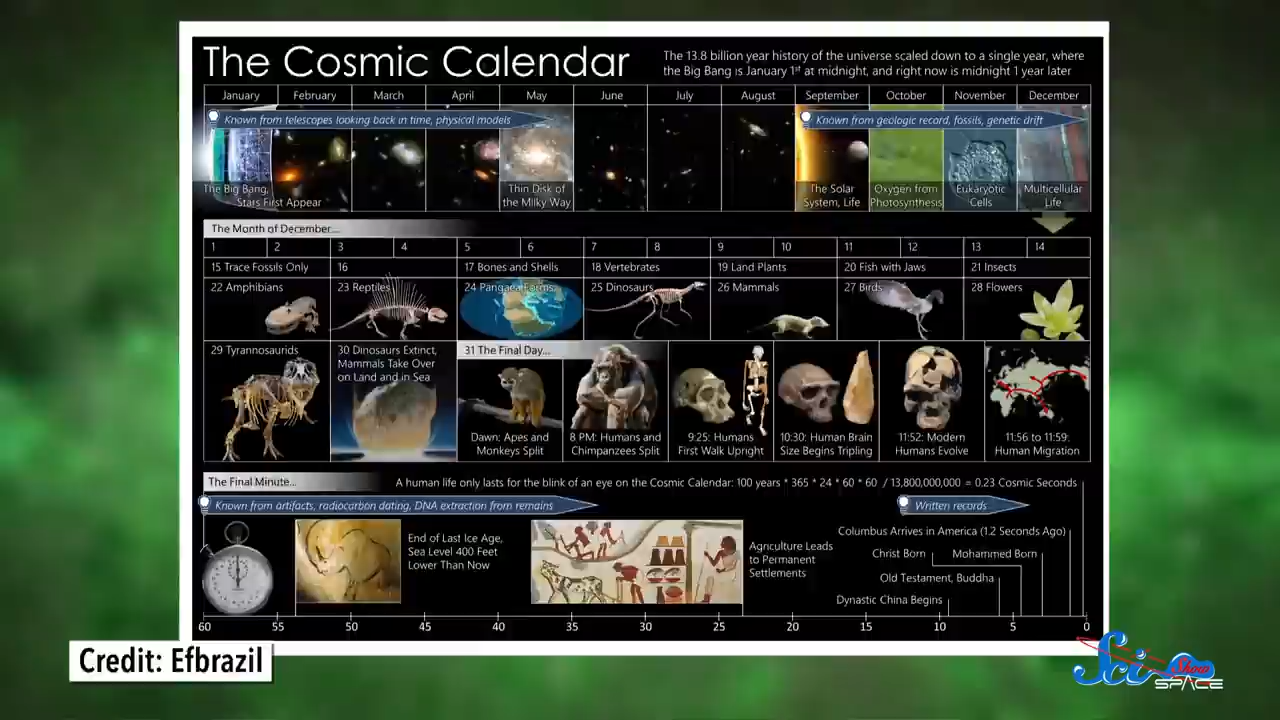 The Cosmic Calendar
The 13.8 billion year history of the universe scaled down to a single year, where
the Big Bang is January 1st at midnight, and right now is midnight 1 year later
January February March April May June July August September October November December
Known from telescopes looking back in time, physical models
Known from geologic record, fossils, genetic drift
The Big Bang,
Stars First Appear
Thin Disk of
the Milky Way
The Solar
System, Life
Oxygen from
Photosynthesis
Eukaryotic
Cells
Multicellular
Life
The Month of December...
1 2 3 4 5 6 7 8 9 10 11 12 13 14
15 Trace Fossils Only 16 17 Bones and Shells 18 Vertebrates 19 Land Plants 20 Fish with Jaws 21 Insects
22 Amphibians 23 Reptiles 24 Pangaea Forms 25 Dinosaurs 26 Mammals 27 Birds 28 Flowers
29 Tyrannosaurids
30 Dinosaurs Extinct,
Mammals Take Over
on Land and in Sea
31 The Final Day...
Dawn: Apes and
Monkeys Split
8 PM: Humans and
Chimpanzees Split
9:25: Humans
First Walk Upright
10:30: Human Brain
Size Begins Tripling
11:52: Modern
Humans Evolve
11:56 to 11:59:
Human Migration
The Final Minute...
A human life only lasts for the blink of an eye on the Cosmic Calendar: 100 years * 365 * 24 * 60 * 60 / 13,800,000,000 = 0.23 Cosmic Seconds
Known from artifacts, radiocarbon dating, DNA extraction from remains
Written records
End of Last Ice Age,
Sea Level 400 Feet
Lower Than Now
Agriculture Leads
to Permanent
Settlements
Columbus Arrives in America (1.2 Seconds Ago)
Christ Born
Mohammed Born
Old Testament, Buddha
Dynastic China Begins
60 55 50 45 40 35 30 25 20 15 10 5 0
Credit: Efbrazil
Sci Show
SPACE